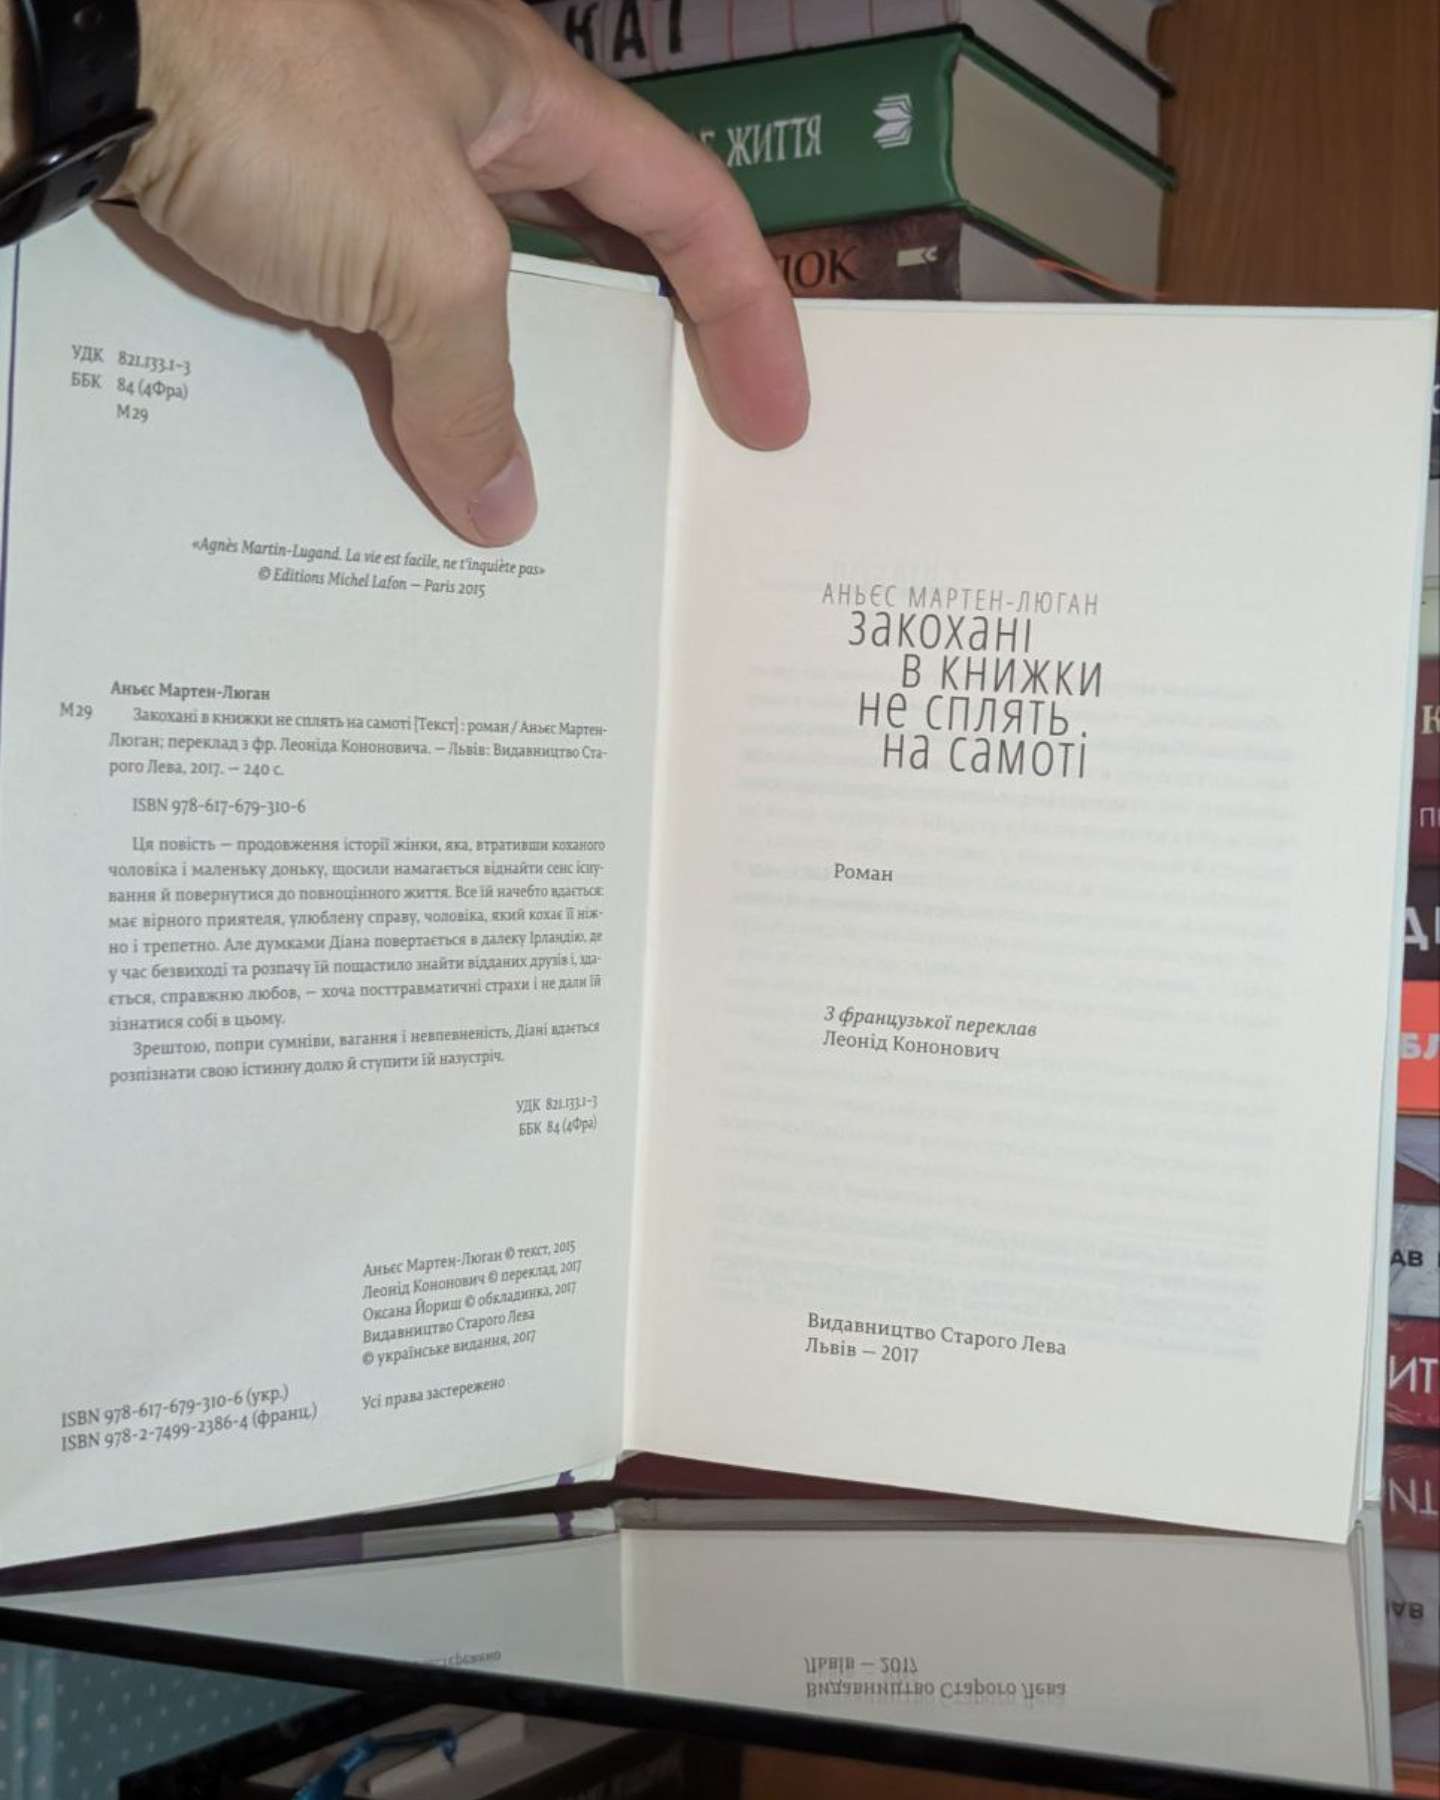 КАТ
ЖИТТЯ
УДК 821.133.1-3
ББК 84 (4Фра)
М29
«Agnès Martin-Lugand. La vie est facile, ne t'inquiète pas»
© Editions Michel Lafon — Paris 2015
Аньєс Мартен-Люган
М29 Закохані в книжки не сплять на самоті [Текст] : роман / Аньєс Мартен-
Люган; переклад з фр. Леоніда Кононовича. — Львів: Видавництво Ста-
рого Лева, 2017. — 240 с.
ISBN 978-617-679-310-6
Ця повість — продовження історії жінки, яка, втративши коханого
чоловіка і маленьку доньку, щосили намагається віднайти сенс існу-
вання й повернутися до повноцінного життя. Все їй начебто вдається:
має вірного приятеля, улюблену справу, чоловіка, який кохає її ніж-
но і трепетно. Але думками Діана повертається в далеку Ірландію, де
у час безвиході та розпачу їй пощастило знайти відданих друзів і, зда-
ється, справжню любов, — хоча посттравматичні страхи і не дали їй
зізнатися собі в цьому.
Зрештою, попри сумніви, вагання і невпевненість, Діані вдається
розпізнати свою істинну долю й ступити їй назустріч.
УДК 821.133.1-3
ББК 84 (4Фра)
Аньєс Мартен-Люган © текст, 2015
Леонід Кононович © переклад, 2017
Оксана Йориш © обкладинка, 2017
Видавництво Старого Лева
© українське видання, 2017
Усі права застережено
ISBN 978-617-679-310-6 (укр.)
ISBN 978-2-7499-2386-4 (франц.)
АНЬЄС МАРТЕН-ЛЮГАН
закохані
в книжки
не сплять
на самоті
Роман
З французької переклав
Леонід Кононович
Видавництво Старого Лева
Львів — 2017